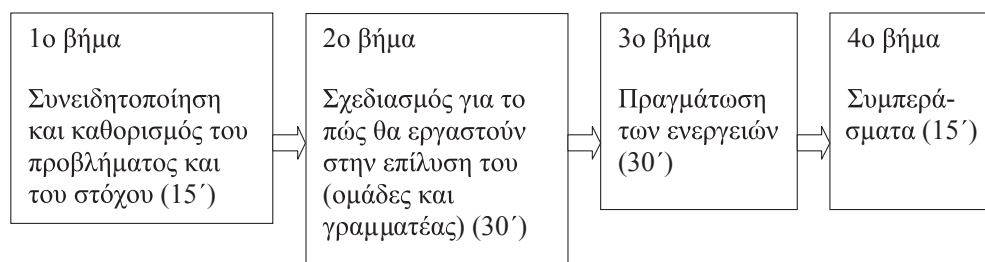 1ο βήμα
Συνειδητοποίηση
και καθορισμός του
προβλήματος και
του στόχου (15΄)
2ο βήμα
Σχεδιασμός για το
πώς θα εργαστούν
στην επίλυση του
(ομάδες και
γραμματέας) (30΄)
3ο βήμα
Πραγμάτωση
των ενεργειών
(30΄)
4ο βήμα
Συμπερά-
σματα (15΄)